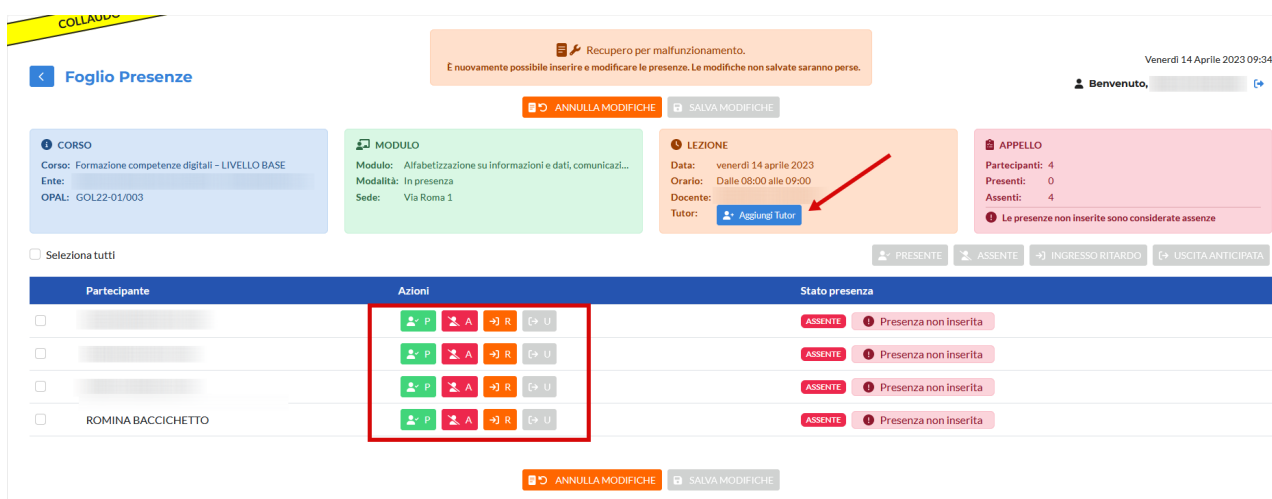 COLLAUDO
Recupero per malfunzionamento.
È nuovamente possibile inserire e modificare le presenze. Le modifiche non salvate saranno perse.
Venerdì 14 Aprile 2023 09:34
Foglio Presenze
Benvenuto,
ANNULLA MODIFICHE SALVA MODIFICHE
CORSO
Corso: Formazione competenze digitali – LIVELLO BASE
Ente:
OPAL: GOL22-01/003
MODULO
Modulo: Alfabetizzazione su informazioni e dati, comunicazi...
Modalità: In presenza
Sede: Via Roma 1
LEZIONE
Data: venerdì 14 aprile 2023
Orario: Dalle 08:00 alle 09:00
Docente:
Tutor: Aggiungi Tutor
APPELLO
Partecipanti: 4
Presenti: 0
Assenti: 4
Le presenze non inserite sono considerate assenze
Seleziona tutti
PRESENTE ASSENTE INGRESSO RITARDO USCITA ANTICIPATA
Partecipante Azioni Stato presenza
P A R U ASSENTE Presenza non inserita
P A R U ASSENTE Presenza non inserita
P A R U ASSENTE Presenza non inserita
ROMINA BACCICHETTO P A R U ASSENTE Presenza non inserita
ANNULLA MODIFICHE SALVA MODIFICHE